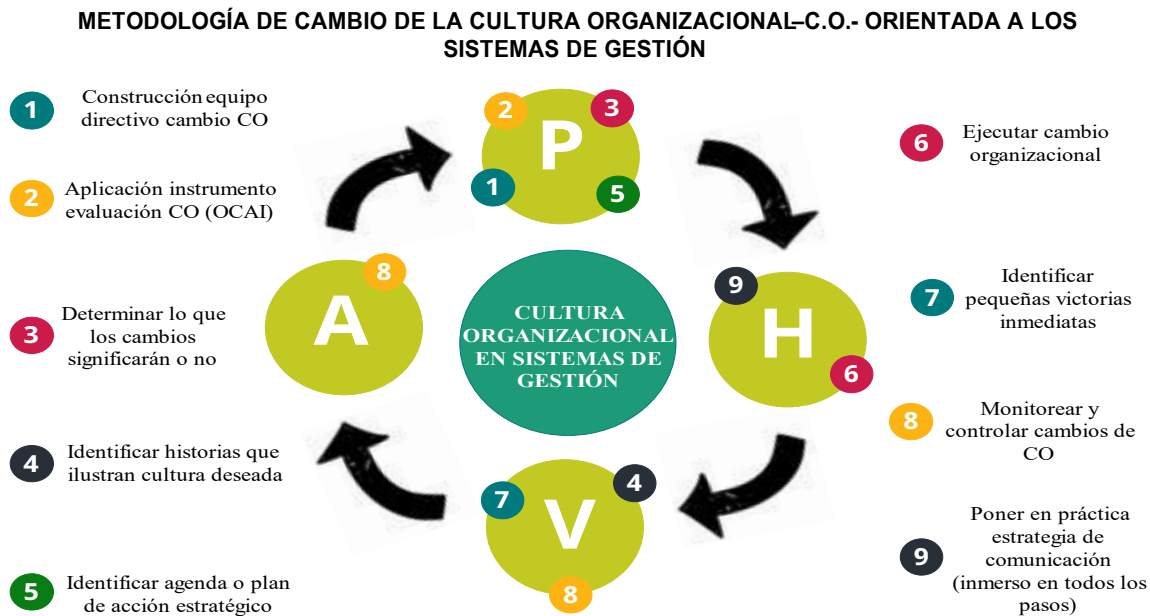 METODOLOGÍA DE CAMBIO DE LA CULTURA ORGANIZACIONAL–C.O.- ORIENTADA A LOS
SISTEMAS DE GESTIÓN
1
Construcción equipo
directivo cambio CO
2
Aplicación instrumento
evaluación CO (OCAI)
3
Determinar lo que
los cambios
significarán o no
4
Identificar historias que
ilustran cultura deseada
5
Identificar agenda o plan
de acción estratégico
2
3
P
1
5
8
A
CULTURA
ORGANIZACIONAL
EN SISTEMAS DE
GESTIÓN
9
H
6
7
4
V
8
6
Ejecutar cambio
organizacional
7
Identificar
pequeñas victorias
inmediatas
8
Monitorear y
controlar cambios de
CO
9
Poner en práctica
estrategia de
comunicación
(inmerso en todos los
pasos)